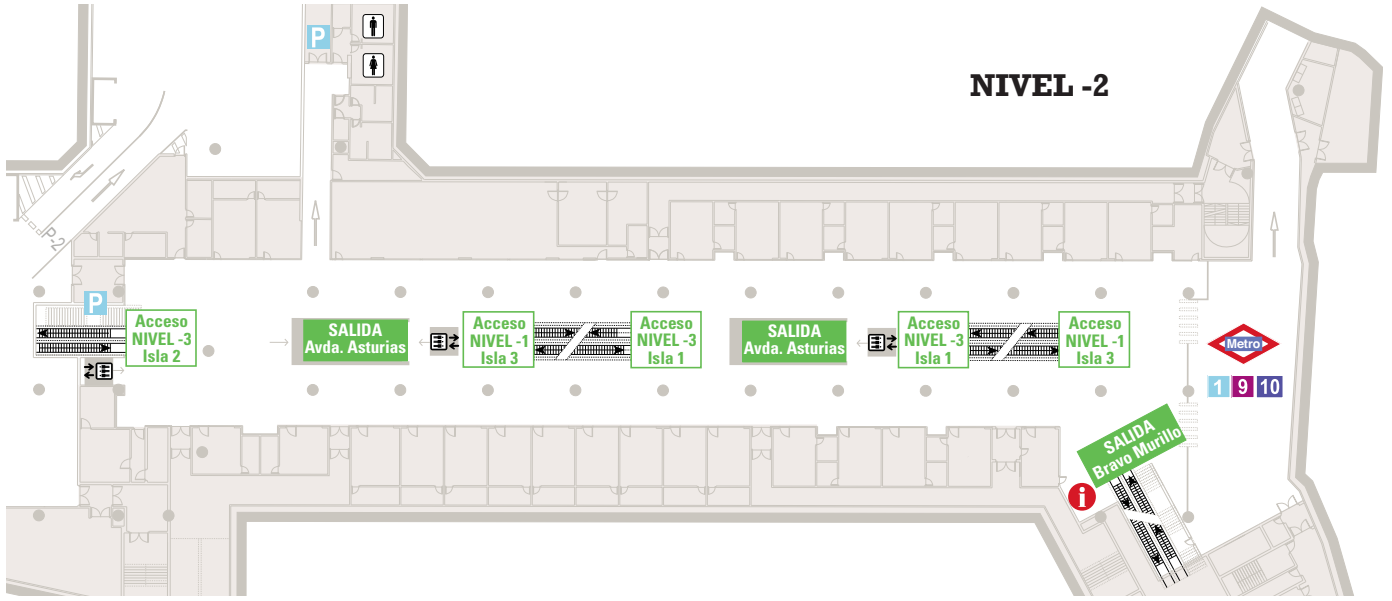 P
NIVEL -2
P-2
P
Acceso
NIVEL -3
Isla 2
SALIDA
Avda. Asturias
Acceso
NIVEL -1
Isla 3
Acceso
NIVEL -3
Isla 1
SALIDA
Avda. Asturias
Acceso
NIVEL -3
Isla 1
Acceso
NIVEL -1
Isla 3
Metro
1 9 10
SALIDA
Bravo Murillo
i